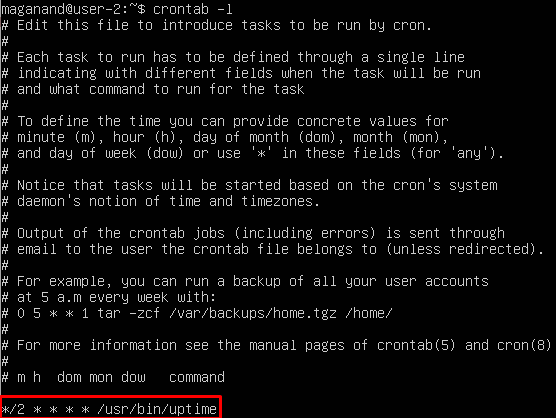 maganand@user-2:~$ crontab -l
# Edit this file to introduce tasks to be run by cron.
#
# Each task to run has to be defined through a single line
# indicating with different fields when the task will be run
# and what command to run for the task
#
# To define the time you can provide concrete values for
# minute (m), hour (h), day of month (dom), month (mon),
# and day of week (dow) or use '*' in these fields (for 'any').
#
# Notice that tasks will be started based on the cron's system
# daemon's notion of time and timezones.
#
# Output of the crontab jobs (including errors) is sent through
# email to the user the crontab file belongs to (unless redirected).
#
# For example, you can run a backup of all your user accounts
# at 5 a.m every week with:
# 0 5 * * 1 tar -zcf /var/backups/home.tgz /home/
#
# For more information see the manual pages of crontab(5) and cron(8)
#
# m h  dom mon dow   command
*/2 * * * * /usr/bin/uptime